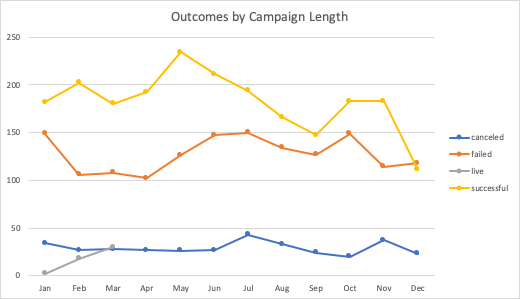 Outcomes by Campaign Length
250
200
150
100
50
0
Jan Feb Mar Apr May Jun Jul Aug Sep Oct Nov Dec
canceled
failed
live
successful